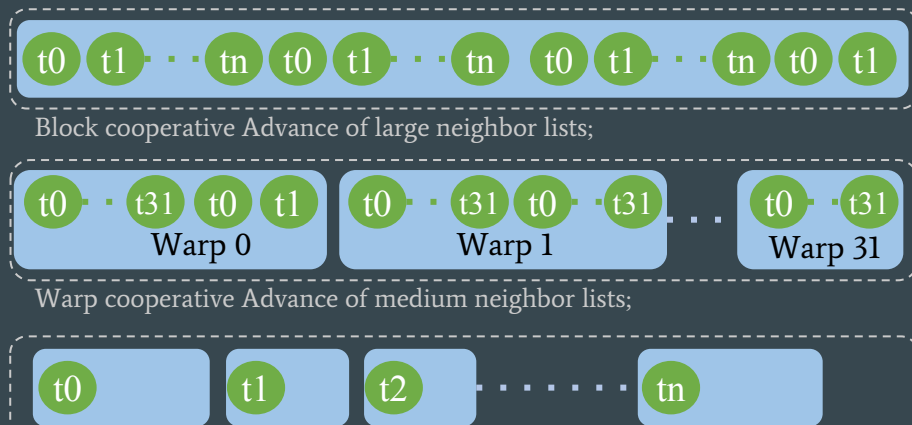 t0 t1 tn t0 t1 tn t0 t1 tn t0 t1
Block cooperative Advance of large neighbor lists;
t0 t31 t0 t1 t0 t31 t0 t31 t0 t31
Warp 0 Warp 1 Warp 31
Warp cooperative Advance of medium neighbor lists;
t0 t1 t2 tn